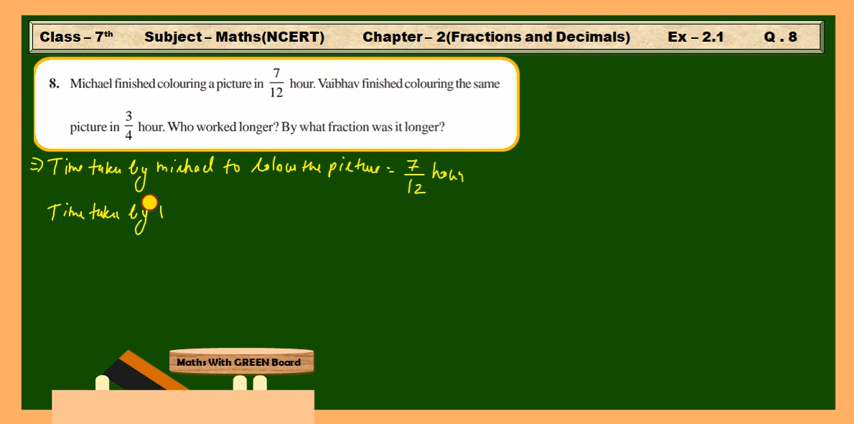 Class – 7th Subject – Maths(NCERT) Chapter – 2(Fractions and Decimals) Ex – 2.1 Q . 8
8. Michael finished colouring a picture in 7/12 hour. Vaibhav finished colouring the same
picture in 3/4 hour. Who worked longer? By what fraction was it longer?
⇒ Time taken by michael to colour the picture = 7/12 hour
Time taken by
Maths With GREEN Board